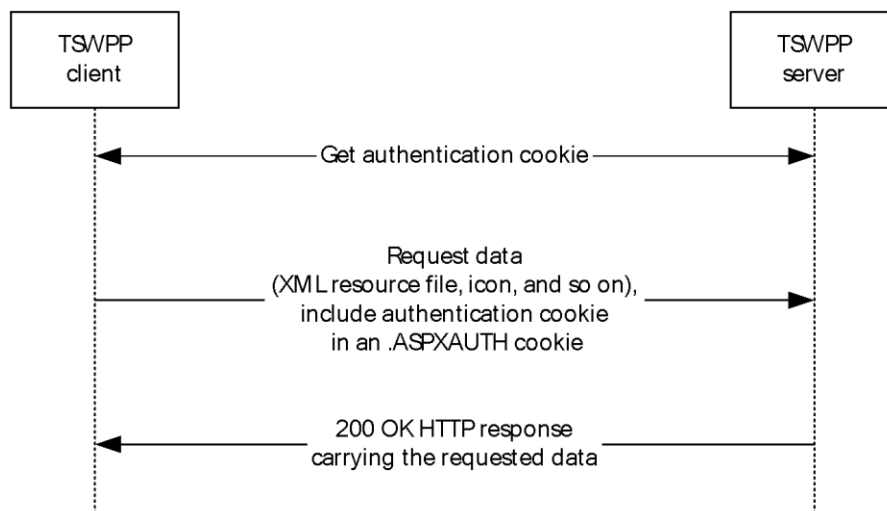 TSWPP
client
TSWPP
server
Get authentication cookie
Request data
(XML resource file, icon, and so on),
include authentication cookie
in an .ASPXAUTH cookie
200 OK HTTP response
carrying the requested data